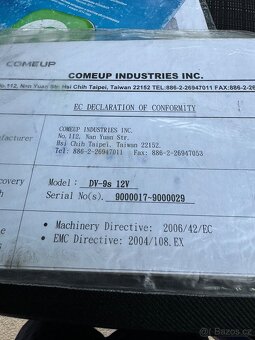 COMEUP
COMEUP INDUSTRIES INC.
No.112, Nan Yuan Str. Hsi Chih Taipei, Taiwan 22152 TEL:886-2-26947011 FAX:886-2-
EC DECLARATION OF CONFORMITY
COMEUP INDUSTRIES INC.
No.112, Nan Yuan Str.
Hsi Chih Taipei, Taiwan 22152.
Tel: 886-2-26947011 Fax: 886-2-26947053
Model: DV-9s 12V
Serial No(s). 9000017~9000029
• Machinery Directive: 2006/42/EC
• EMC Directive: 2004/108.EX